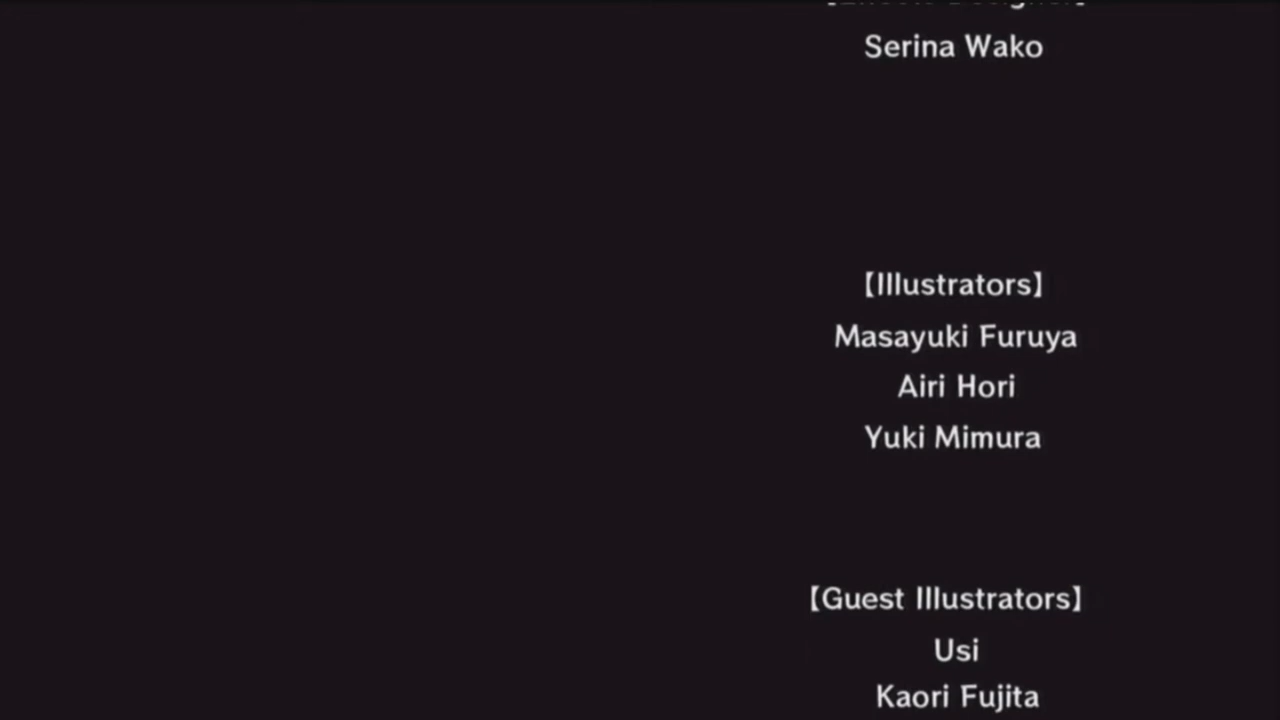 Serina Wako
【Illustrators】
Masayuki Furuya
Airi Hori
Yuki Mimura
【Guest Illustrators】
Usi
Kaori Fujita